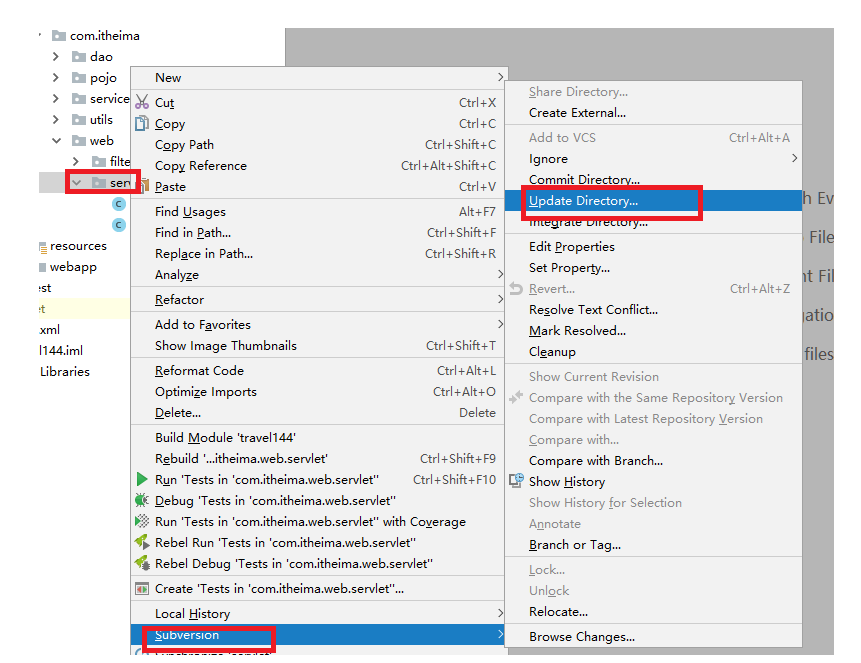 com.itheima
dao
pojo
service
utils
web
filte
serv
resources
webapp
est
et
.xml
l144.iml
Libraries
New
Cut Ctrl+X
Copy Ctrl+C
Copy Path Ctrl+Shift+C
Copy Reference Ctrl+Alt+Shift+C
Paste Ctrl+V
Find Usages Alt+F7
Find in Path... Ctrl+Shift+F
Replace in Path... Ctrl+Shift+R
Analyze
Refactor
Add to Favorites
Show Image Thumbnails Ctrl+Shift+T
Reformat Code Ctrl+Alt+L
Optimize Imports Ctrl+Alt+O
Delete... Delete
Build Module 'travel144'
Rebuild '...itheima.web.servlet' Ctrl+Shift+F9
Run 'Tests in 'com.itheima.web.servlet'' Ctrl+Shift+F10
Debug 'Tests in 'com.itheima.web.servlet''
Run 'Tests in 'com.itheima.web.servlet'' with Coverage
Rebel Run 'Tests in 'com.itheima.web.servlet''
Rebel Debug 'Tests in 'com.itheima.web.servlet''
Create 'Tests in 'com.itheima.web.servlet''...
Local History
Subversion
Synchronize 'servlet'
Share Directory...
Create External...
Add to VCS Ctrl+Alt+A
Ignore
Commit Directory...
Update Directory...
Integrate Directory...
Edit Properties
Set Property...
Revert... Ctrl+Alt+Z
Resolve Text Conflict...
Mark Resolved...
Cleanup
Show Current Revision
Compare with the Same Repository Version
Compare with Latest Repository Version
Compare with...
Compare with Branch...
Show History
Show History for Selection
Annotate
Branch or Tag...
Lock...
Unlock
Relocate...
Browse Changes...
h Ev
File
nt Fil
gatio
files